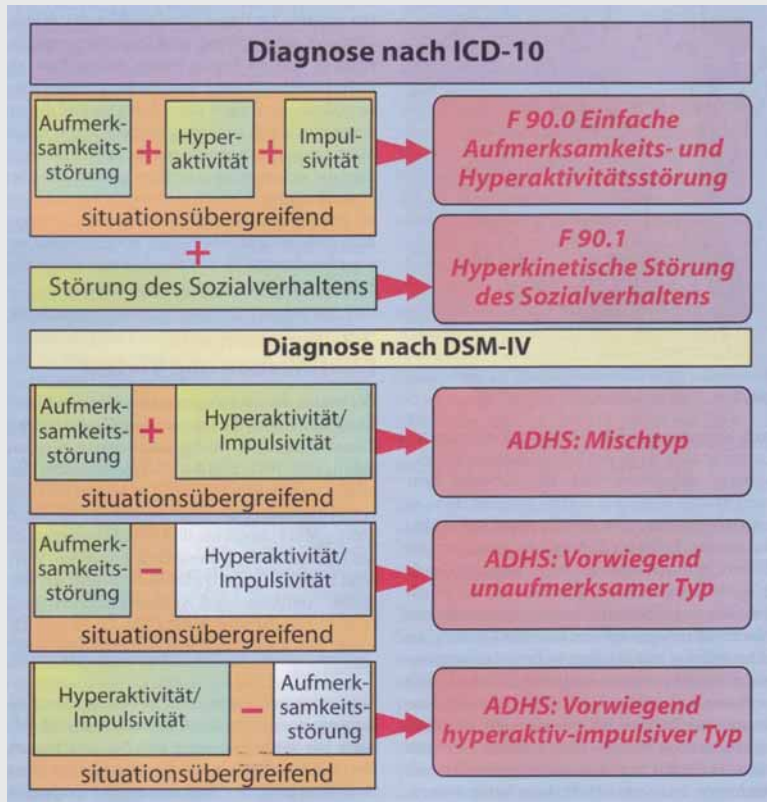 Diagnose nach ICD-10
Aufmerk-
samkeits-
störung
+
Hyper-
aktivität
+
Impul-
sivität
situationsübergreifend
F 90.0 Einfache
Aufmerksamkeits- und
Hyperaktivitätsstörung
+
Störung des Sozialverhaltens
F 90.1
Hyperkinetische Störung
des Sozialverhaltens
Diagnose nach DSM-IV
Aufmerk-
samkeits-
störung
+
Hyperaktivität/
Impulsivität
situationsübergreifend
ADHS: Mischtyp
Aufmerk-
samkeits-
störung
–
Hyperaktivität/
Impulsivität
situationsübergreifend
ADHS: Vorwiegend
unaufmerksamer Typ
Hyperaktivität/
Impulsivität
–
Aufmerk-
samkeits-
störung
situationsübergreifend
ADHS: Vorwiegend
hyperaktiv-impulsiver Typ